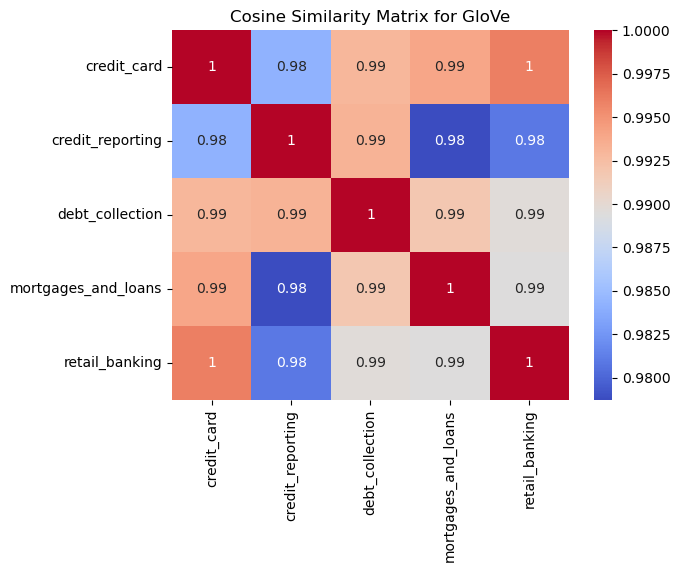 Cosine Similarity Matrix for GloVe
credit_card 1 0.98 0.99 0.99 1
credit_reporting 0.98 1 0.99 0.98 0.98
debt_collection 0.99 0.99 1 0.99 0.99
mortgages_and_loans 0.99 0.98 0.99 1 0.99
retail_banking 1 0.98 0.99 0.99 1
credit_card
credit_reporting
debt_collection
mortgages_and_loans
retail_banking
1.0000
0.9975
0.9950
0.9925
0.9900
0.9875
0.9850
0.9825
0.9800